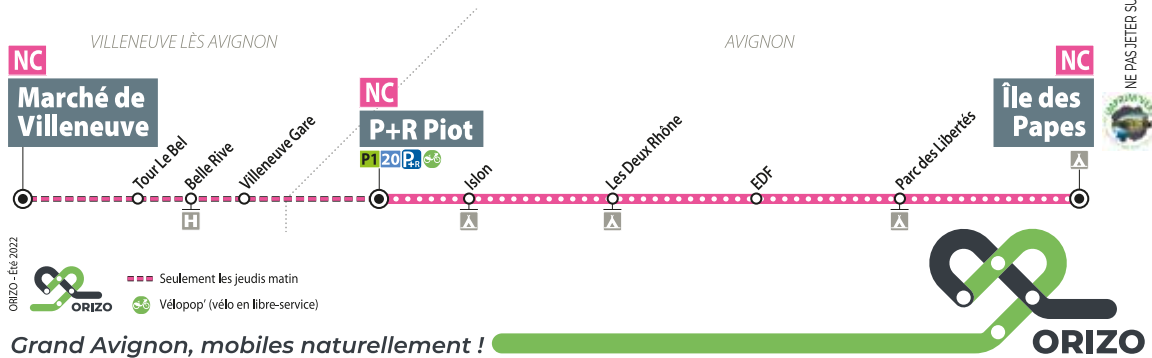 VILLENEUVE LÈS AVIGNON
AVIGNON
NE PAS JETER SU
NC
Marché de
Villeneuve
Tour Le Bel
Belle Rive
H
Villeneuve Gare
NC
P+R Piot
P1 20 P+R
Islon
Les Deux Rhône
EDF
Parc des Libertés
NC
Île des
Papes
ORIZO - Été 2022
ORIZO
Seulement les jeudis matin
Vélopop' (vélo en libre-service)
Grand Avignon, mobiles naturellement !
ORIZO